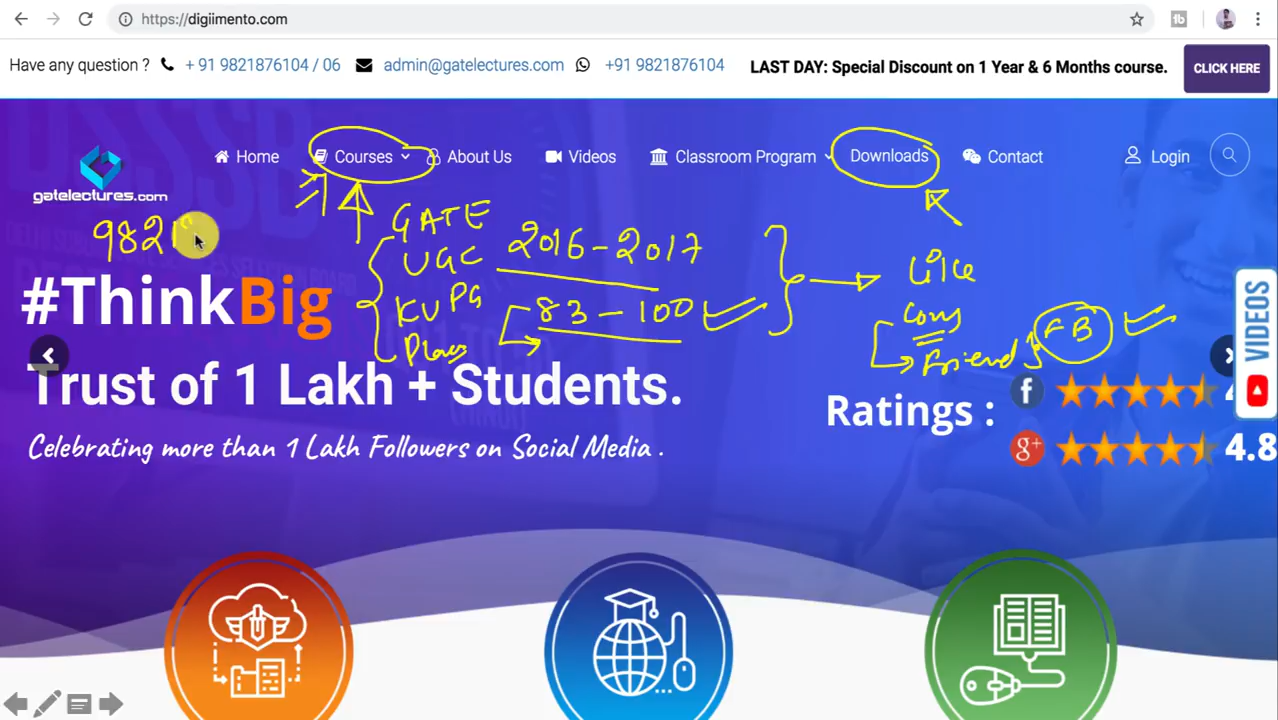 https://digiimento.com
Have any question ? + 91 9821876104 / 06 admin@gatelectures.com +91 9821876104 LAST DAY: Special Discount on 1 Year & 6 Months course. CLICK HERE
Home Courses About Us Videos Classroom Program Downloads Contact Login
gatelectures.com
9821
GATE
UGC 2016-2017
KVPG 83-100
Like
Friend FB
#ThinkBig
Trust of 1 Lakh + Students.
Celebrating more than 1 Lakh Followers on Social Media .
Ratings :
4.8
VIDEOS